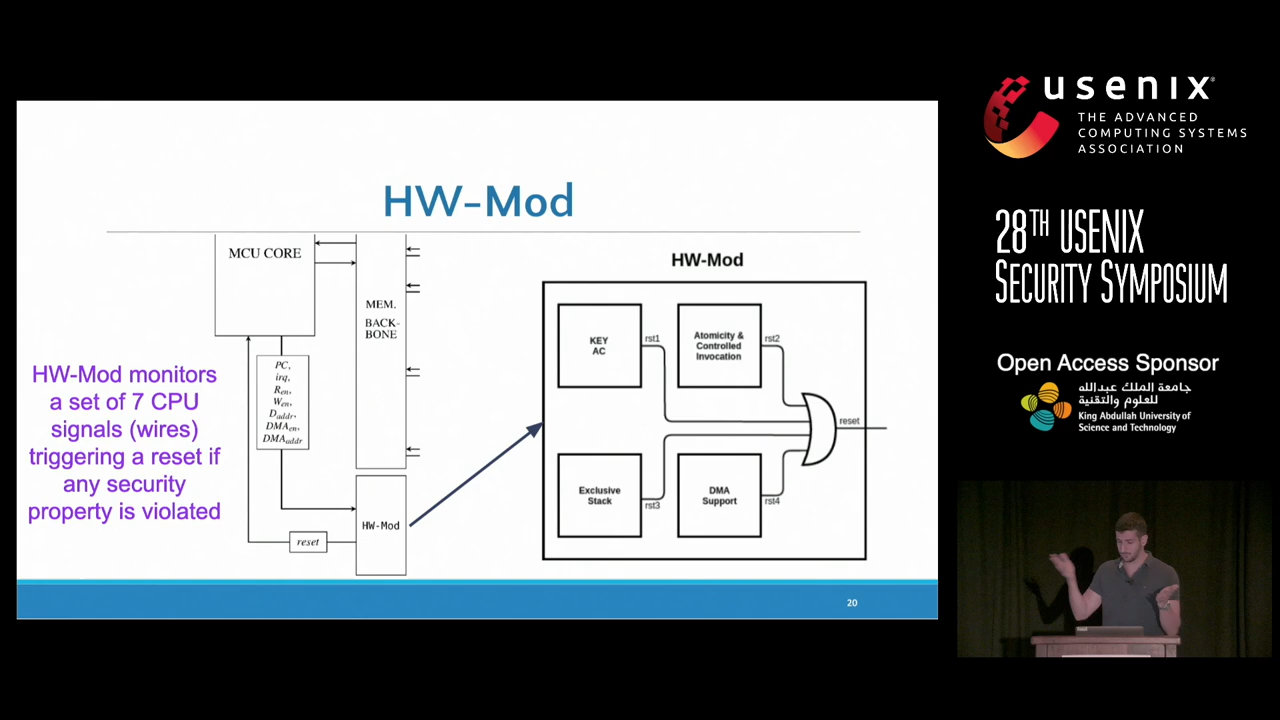 HW-Mod
MCU CORE
MEM.
BACK-
BONE
PC,
irq,
Ren,
Wen,
Daddr,
DMAen,
DMAaddr
HW-Mod
reset
HW-Mod monitors
a set of 7 CPU
signals (wires)
triggering a reset if
any security
property is violated
HW-Mod
KEY
AC
rst1
Atomicity &
Controlled
Invocation
rst2
Exclusive
Stack
rst3
DMA
Support
rst4
reset
20
usenix
THE ADVANCED
COMPUTING SYSTEMS
ASSOCIATION
28TH USENIX
SECURITY SYMPOSIUM
Open Access Sponsor
جامعة الملك عبدالله
للعلوم والتقنية
King Abdullah University of
Science and Technology